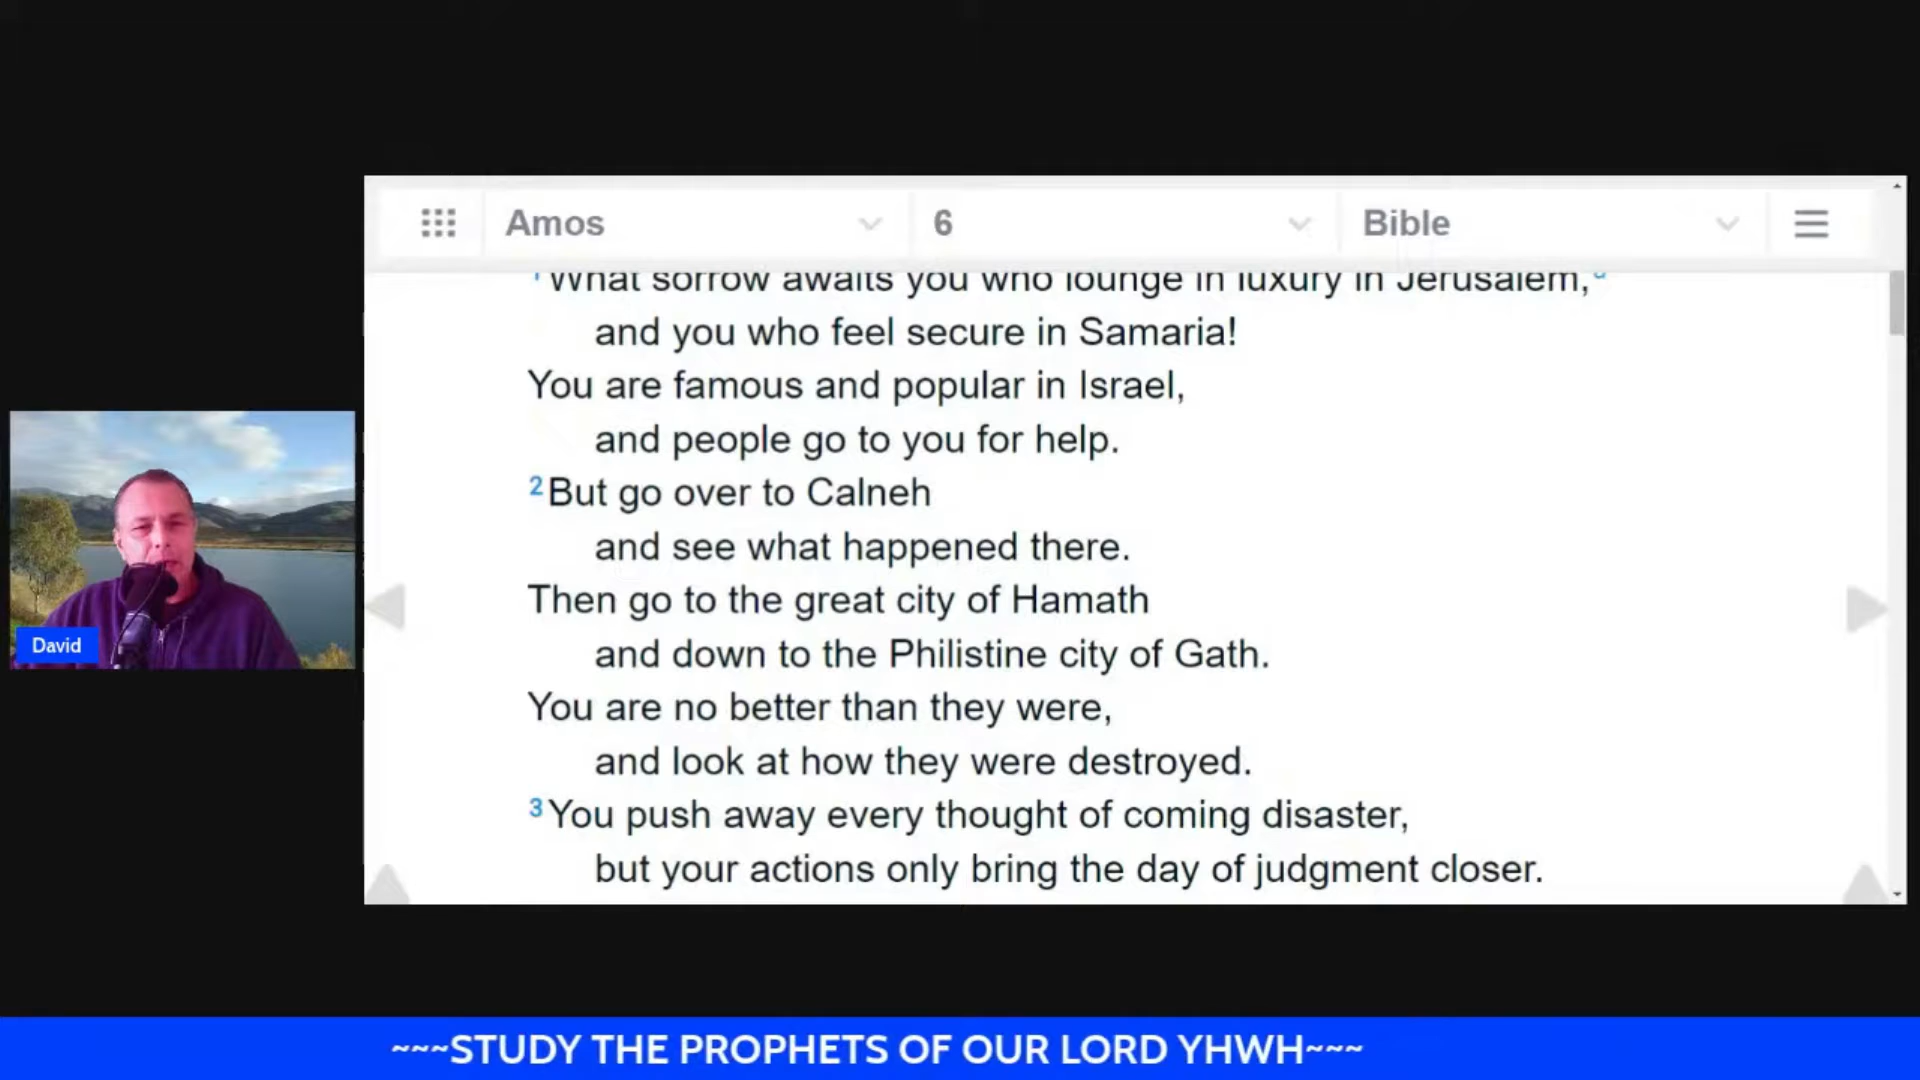 Amos 6 Bible
1 What sorrow awaits you who lounge in luxury in Jerusalem,
and you who feel secure in Samaria!
You are famous and popular in Israel,
and people go to you for help.
2 But go over to Calneh
and see what happened there.
Then go to the great city of Hamath
and down to the Philistine city of Gath.
You are no better than they were,
and look at how they were destroyed.
3 You push away every thought of coming disaster,
but your actions only bring the day of judgment closer.
David
~~~STUDY THE PROPHETS OF OUR LORD YHWH~~~